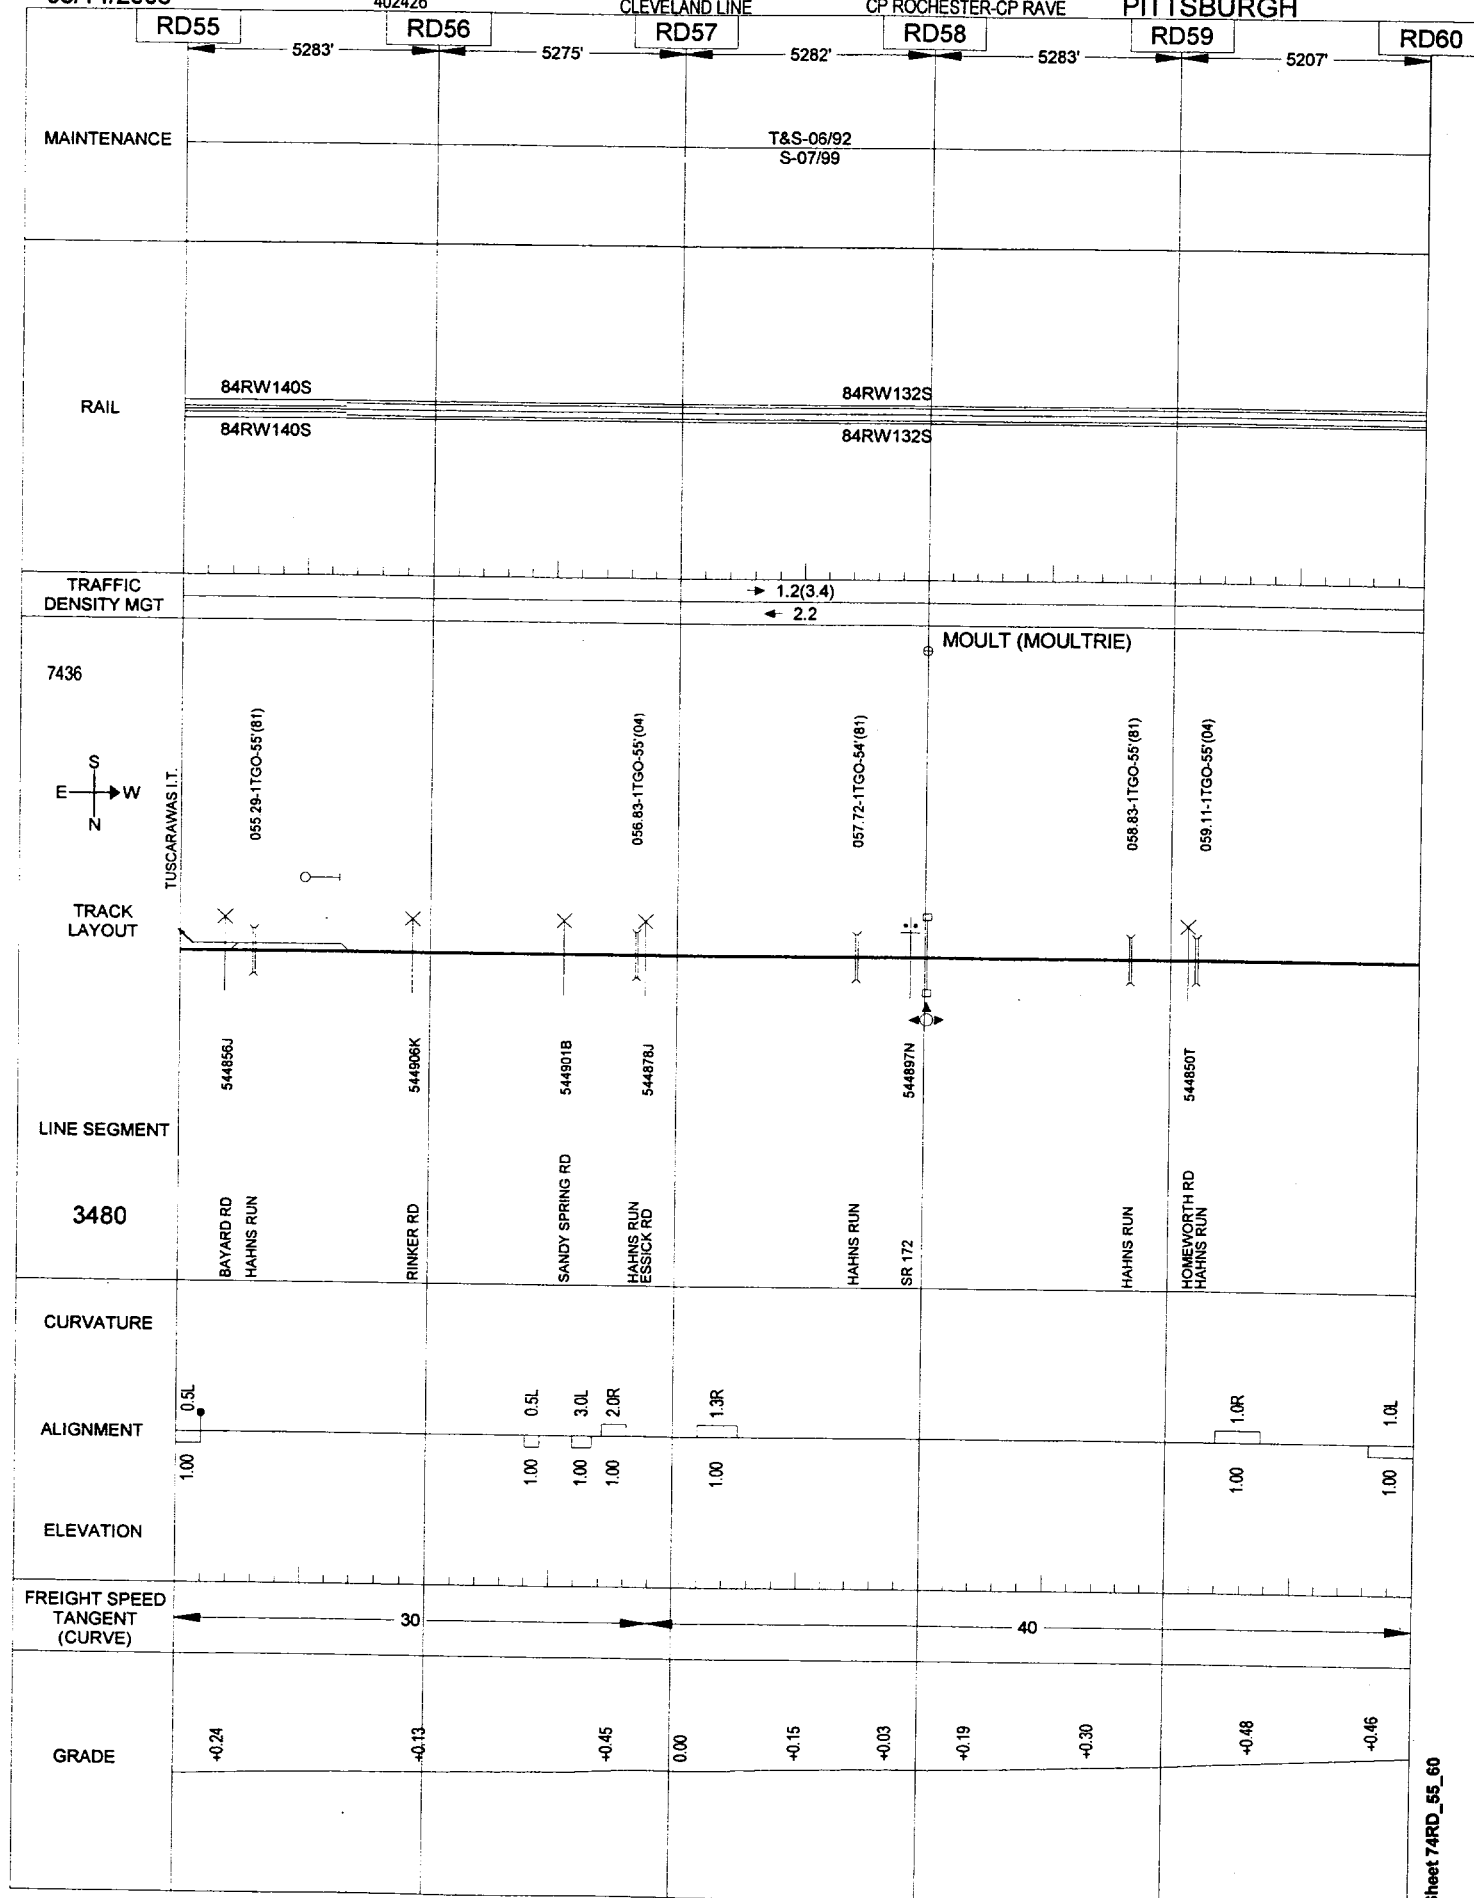 402426 CLEVELAND LINE CP ROCHESTER-CP RAVE PITTSBURGH
RD55 RD56 RD57 RD58 RD59 RD60
5283' 5275' 5282' 5283' 5207'
MAINTENANCE
T&S-06/92
S-07/99
RAIL
84RW140S 84RW132S
84RW140S 84RW132S
TRAFFIC
DENSITY MGT
1.2(3.4)
2.2
MOULT (MOULTRIE)
7436
S
E W
N
TUSCARAWAS I.T.
055.29-1TGO-55'(81)
056.83-1TGO-55'(04)
057.72-1TGO-54'(81)
058.83-1TGO-55'(81)
059.11-1TGO-55'(04)
TRACK
LAYOUT
544856J
544906K
544901B
544878J
544897N
544850T
LINE SEGMENT
3480
BAYARD RD
HAHNS RUN
RINKER RD
SANDY SPRING RD
HAHNS RUN
ESSICK RD
HAHNS RUN
SR 172
HAHNS RUN
HOMEWORTH RD
HAHNS RUN
CURVATURE
0.5L 0.5L 3.0L 2.0R 1.3R 1.0R 1.0L
ALIGNMENT
1.00 1.00 1.00 1.00 1.00 1.00 1.00
ELEVATION
FREIGHT SPEED
TANGENT
(CURVE)
30 40
GRADE
+0.24 +0.13 +0.45 0.00 +0.15 +0.03 +0.19 +0.30 +0.48 +0.46
Sheet 74RD_55_60